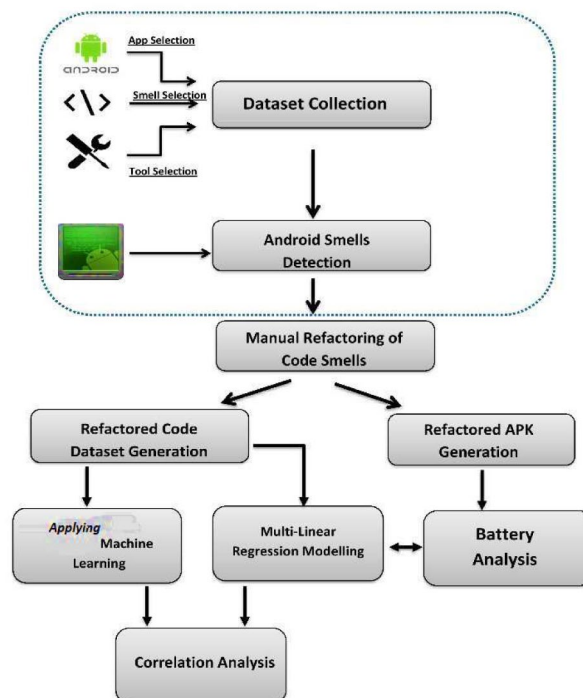 App Selection
ANDROID
Smell Selection
<\>
Tool Selection
Dataset Collection
Android Smells
Detection
Manual Refactoring of
Code Smells
Refactored Code
Dataset Generation
Refactored APK
Generation
Applying
Machine
Learning
Multi-Linear
Regression Modelling
Battery
Analysis
Correlation Analysis